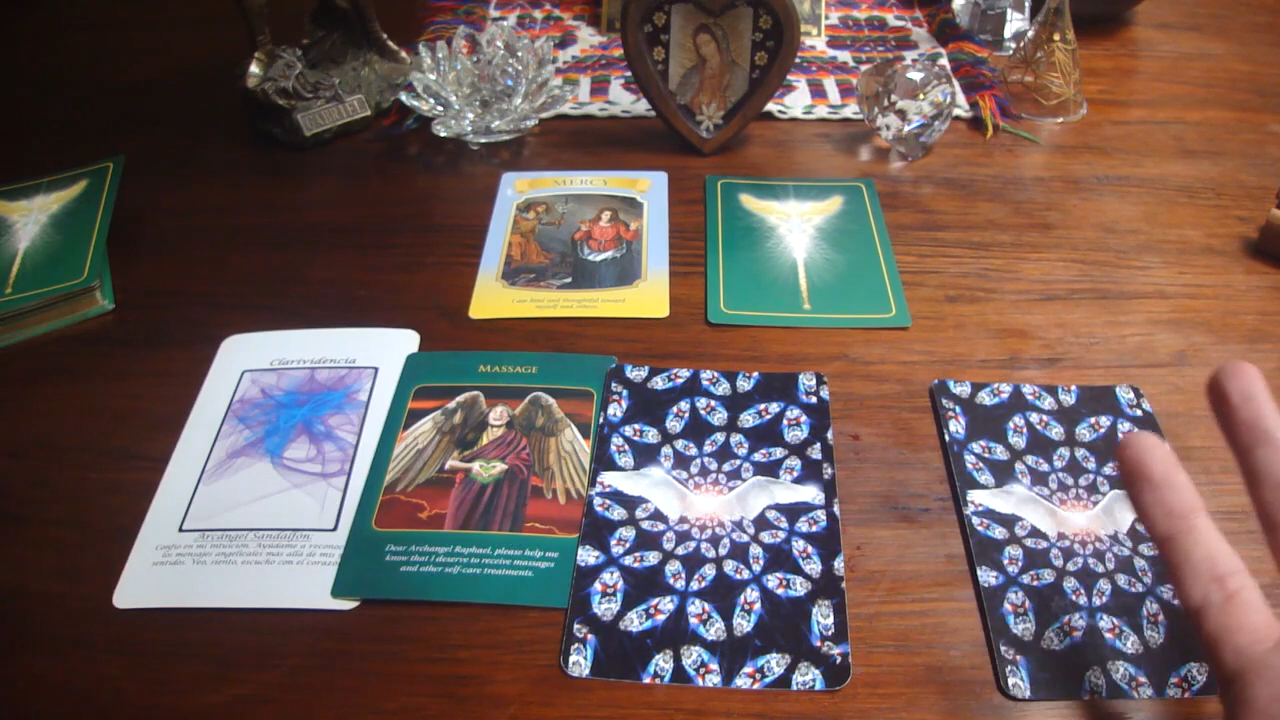 GABRIEL
MERCY
I am kind and thoughtful toward
myself and others.
Clarividencia
Arcángel Sandalfón:
Confío en mi intuición. Ayúdame a
los mensajes angelicales más allá de mis
sentidos. Veo, siento, escucho con el
MASSAGE
Dear Archangel Raphael, please help me
know that I deserve to receive massages
and other self-care treatments.